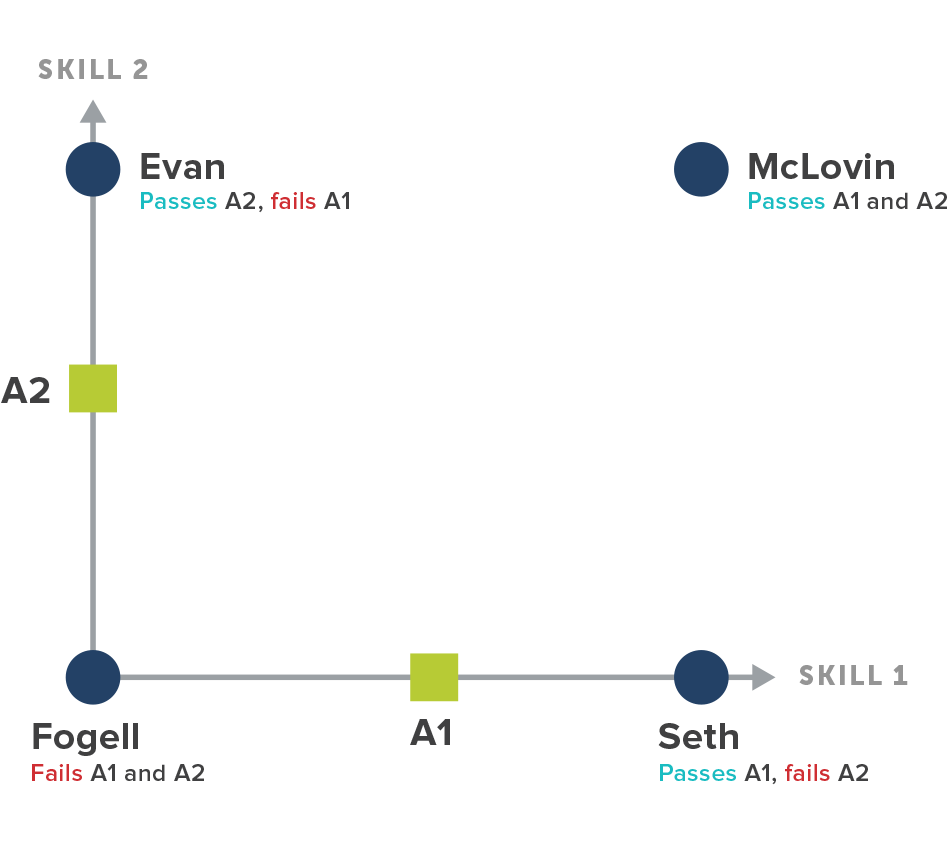 SKILL 2
Evan
Passes A2, fails A1
McLovin
Passes A1 and A2
A2
SKILL 1
Fogell
Fails A1 and A2
A1
Seth
Passes A1, fails A2